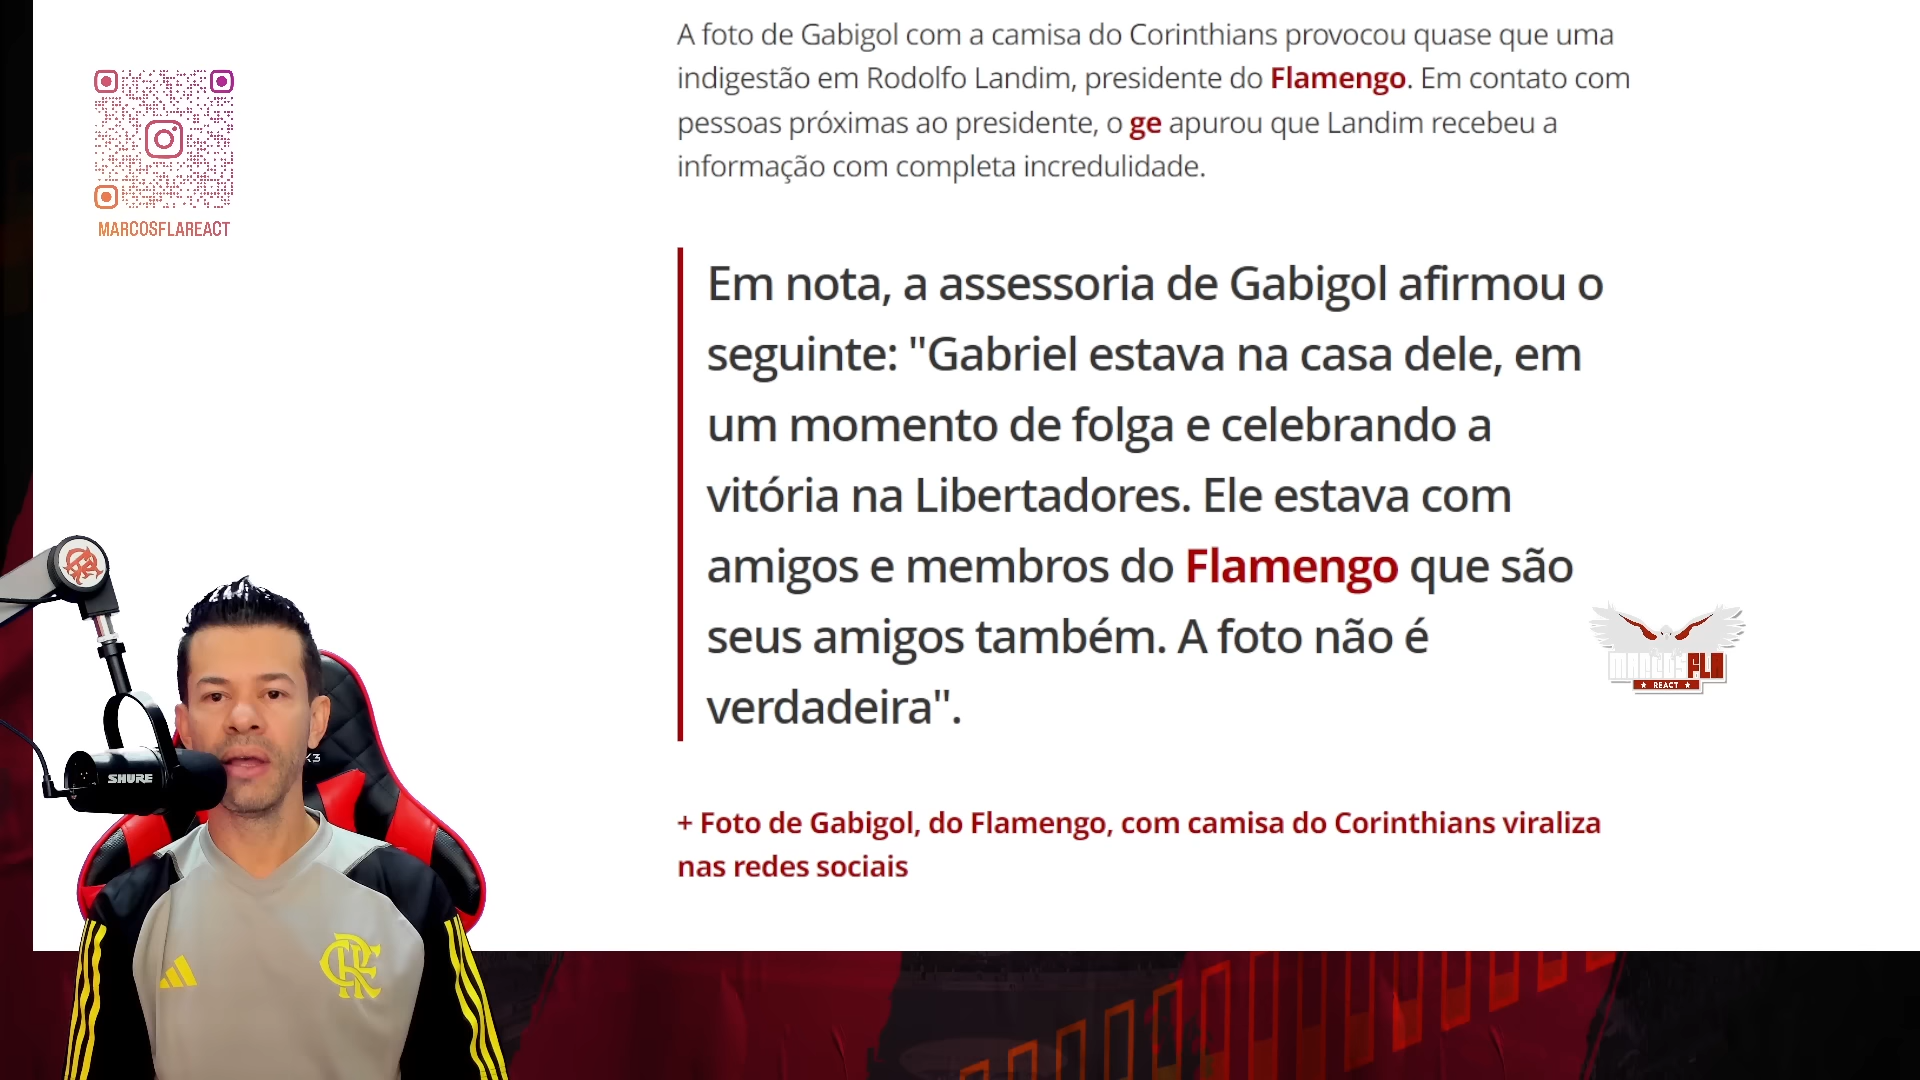 A foto de Gabigol com a camisa do Corinthians provocou quase que uma
indigestão em Rodolfo Landim, presidente do Flamengo. Em contato com
pessoas próximas ao presidente, o ge apurou que Landim recebeu a
informação com completa incredulidade.
MARCOSFLAREACT
Em nota, a assessoria de Gabigol afirmou o
seguinte: "Gabriel estava na casa dele, em
um momento de folga e celebrando a
vitória na Libertadores. Ele estava com
amigos e membros do Flamengo que são
seus amigos também. A foto não é
verdadeira".
MARCOS FLA
REACT
X3
SHURE
+ Foto de Gabigol, do Flamengo, com camisa do Corinthians viraliza
nas redes sociais
CRF